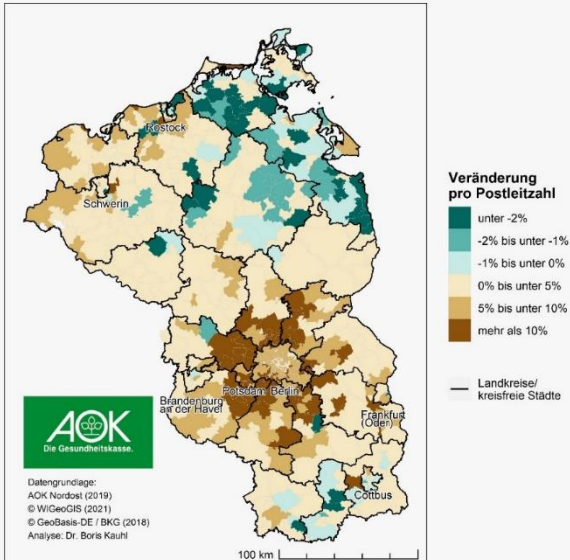 Rostock
Schwerin
Veränderung
pro Postleitzahl
unter -2%
-2% bis unter -1%
-1% bis unter 0%
0% bis unter 5%
5% bis unter 10%
mehr als 10%
Landkreise/
kreisfreie Städte
Potsdam Berlin
Brandenburg
an der Havel
Frankfurt
(Oder)
Cottbus
AOK
Die Gesundheitskasse.
Datengrundlage:
AOK Nordost (2019)
© WIGeoGIS (2021)
© GeoBasis-DE / BKG (2018)
Analyse: Dr. Boris Kauhl
100 km